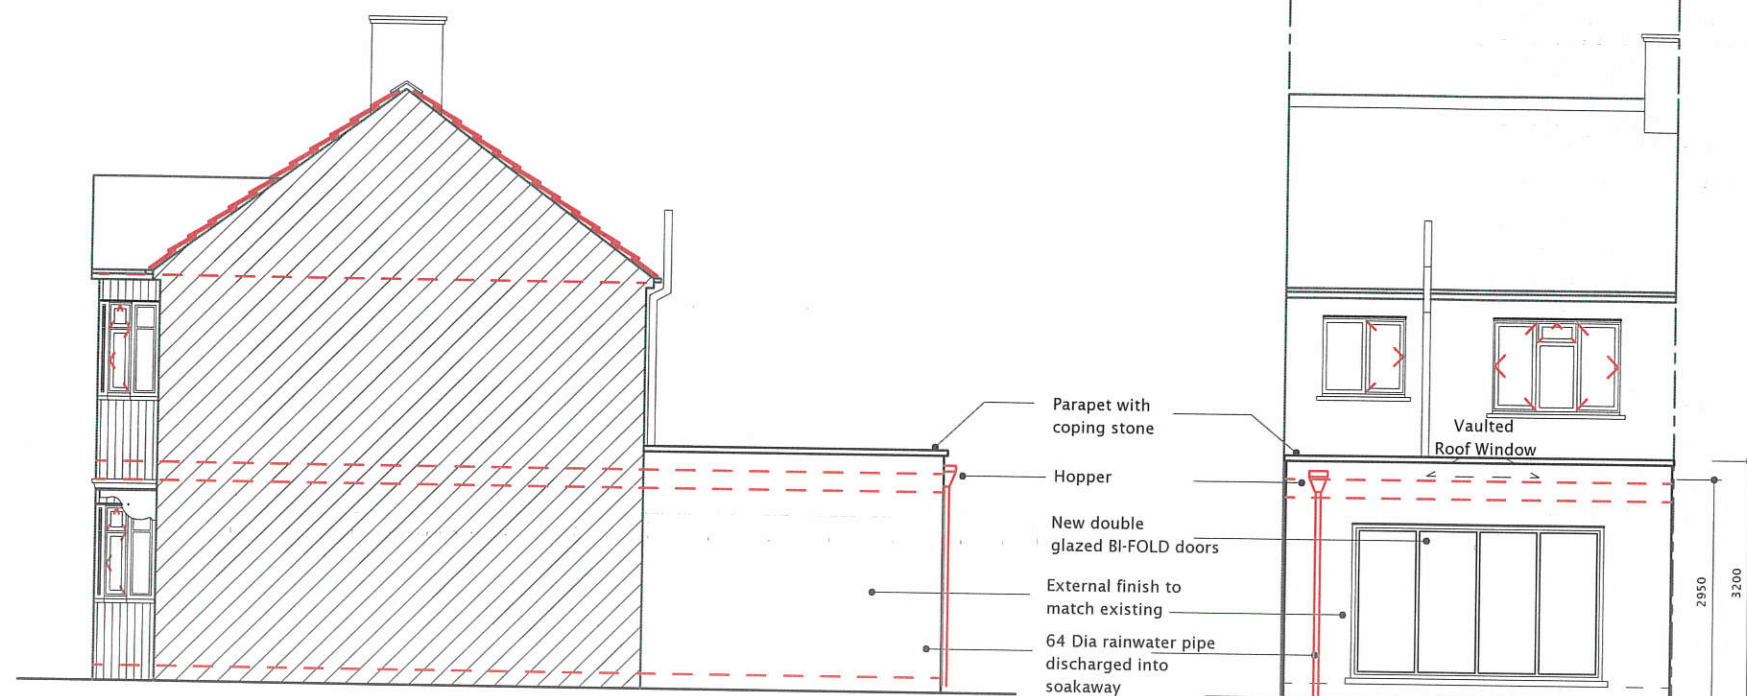 Parapet with
coping stone
Vaulted
Roof Window
Hopper
New double
glazed BI-FOLD doors
External finish to
match existing
64 Dia rainwater pipe
discharged into
soakaway
2950
3200